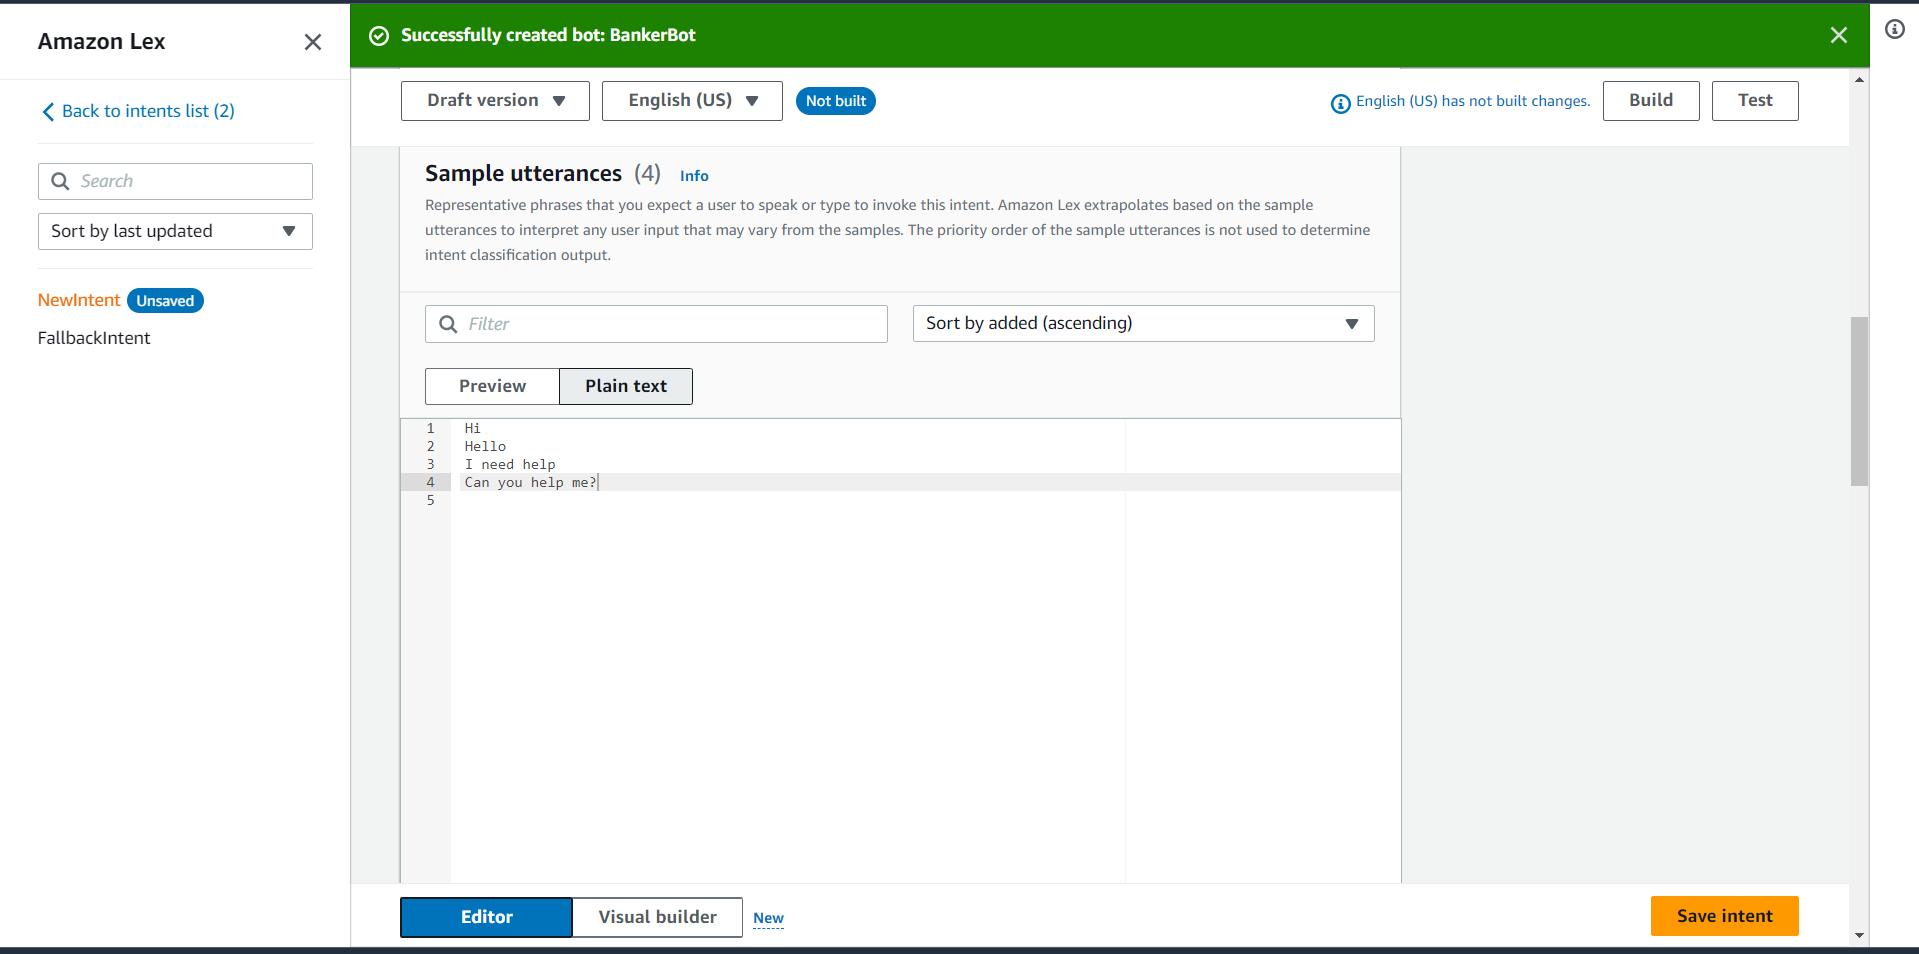 Amazon Lex
Back to intents list (2)
Search
Sort by last updated
NewIntent Unsaved
FallbackIntent
Successfully created bot: BankerBot
Draft version English (US) Not built English (US) has not built changes. Build Test
Sample utterances (4) Info
Representative phrases that you expect a user to speak or type to invoke this intent. Amazon Lex extrapolates based on the sample
utterances to interpret any user input that may vary from the samples. The priority order of the sample utterances is not used to determine
intent classification output.
Filter Sort by added (ascending)
Preview Plain text
1 Hi
2 Hello
3 I need help
4 Can you help me?
5
Editor Visual builder New Save intent